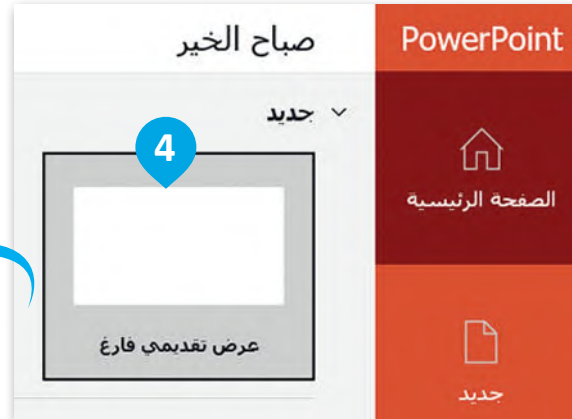 PowerPoint
الصفحة الرئيسية
جديد
صباح الخير
جديد
4
عرض تقديمي فارغ